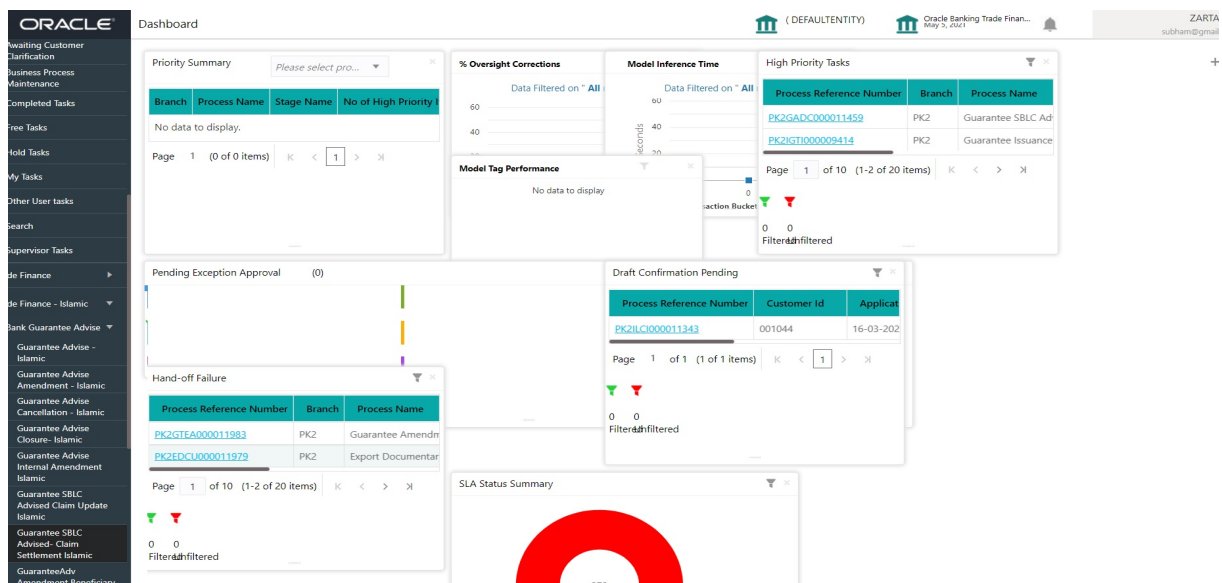 ORACLE
Dashboard
( DEFAULTENTITY)
Oracle Banking Trade Finan...
May 5, 2021
ZARTA
subham@gmail
Awaiting Customer
Clarification
Business Process
Maintenance
Completed Tasks
Free Tasks
Hold Tasks
My Tasks
Other User tasks
Search
Supervisor Tasks
de Finance
de Finance - Islamic
Bank Guarantee Advise
Guarantee Advise -
Islamic
Guarantee Advise
Amendment - Islamic
Guarantee Advise
Cancellation - Islamic
Guarantee Advise
Closure- Islamic
Guarantee Advise
Internal Amendment
Islamic
Guarantee SBLC
Advised Claim Update
Islamic
Guarantee SBLC
Advised- Claim
Settlement Islamic
GuaranteeAdv
Amendment Beneficiary
Priority Summary
Please select pro...
Branch Process Name Stage Name No of High Priority
No data to display.
Page 1 (0 of 0 items) 1
% Oversight Corrections
Data Filtered on " All
60
40
Model Inference Time
Data Filtered on " All
60
40
20
Seconds
0
saction Bucket
Model Tag Performance
No data to display
High Priority Tasks
Process Reference Number Branch Process Name
PK2GADC000011459 PK2 Guarantee SBLC Adv
PK2IGTI000009414 PK2 Guarantee Issuance
Page 1 of 10 (1-2 of 20 items)
0 0
Filtered Unfiltered
Pending Exception Approval (0)
Draft Confirmation Pending
Process Reference Number Customer Id Applicat
PK2ILCI000011343 001044 16-03-202
Page 1 of 1 (1 of 1 items) 1
0 0
Filtered Unfiltered
Hand-off Failure
Process Reference Number Branch Process Name
PK2GTEA000011983 PK2 Guarantee Amendm
PK2EDCU000011979 PK2 Export Documentar
Page 1 of 10 (1-2 of 20 items)
0 0
Filtered Unfiltered
SLA Status Summary